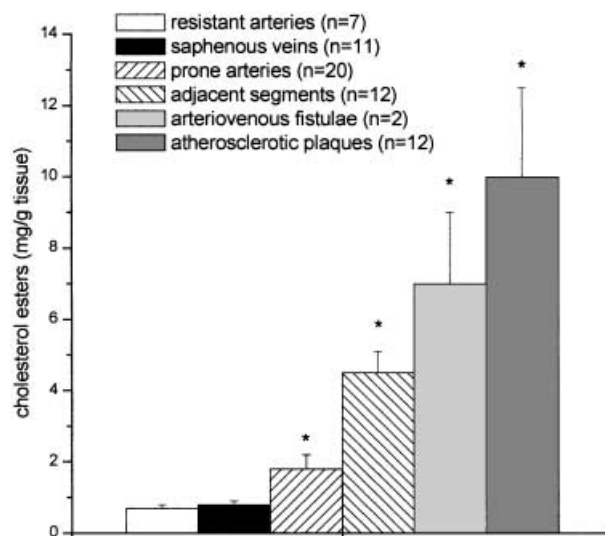 resistant arteries (n=7)
saphenous veins (n=11)
prone arteries (n=20)
adjacent segments (n=12)
arteriovenous fistulae (n=2)
atherosclerotic plaques (n=12)
cholesterol esters (mg/g tissue)
14
12
10
8
6
4
2
0
*
*
*
*